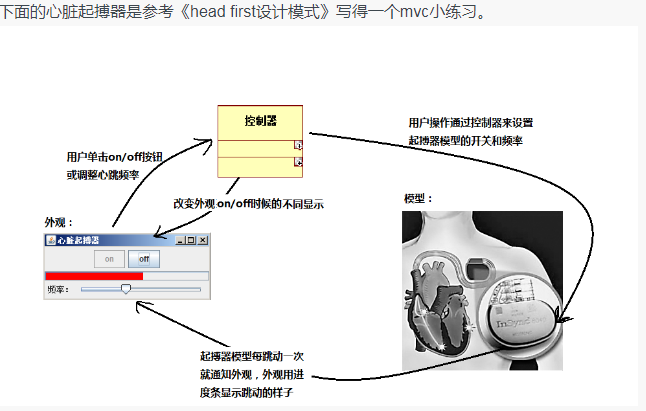 下面的心脏起搏器是参考《head first设计模式》写得一个mvc小练习。
控制器
用户操作通过控制器来设置
起搏器模型的开关和频率
用户单击on/off按钮
或调整心跳频率
改变外观 on/off时候的不同显示
模型：
外观：
心脏起搏器
on
off
频率：
InSync
起搏器模型每跳动一次
就通知外观，外观用进
度条显示跳动的样子